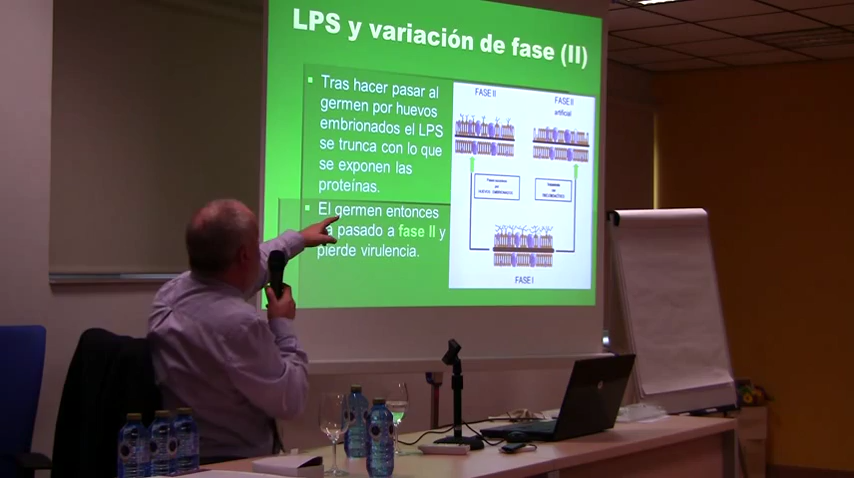 LPS y variación de fase (II)
Tras hacer pasar al
germen por huevos
embrionados el LPS
se trunca con lo que
se exponen las
proteínas.
El germen entonces
pasado a fase II y
pierde virulencia.
FASE II
FASE II
artificial
HUEVOS EMBRIONADOS
FASE I